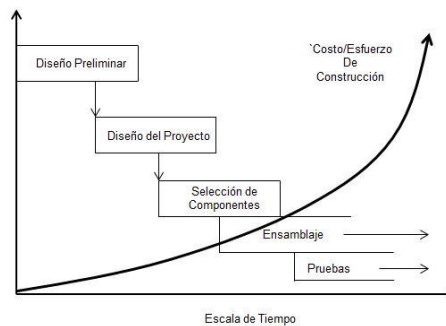 Diseño Preliminar
`Costo/Esfuerzo
De
Construcción
Diseño del Proyecto
Selección de
Componentes
Ensamblaje
Pruebas
Escala de Tiempo